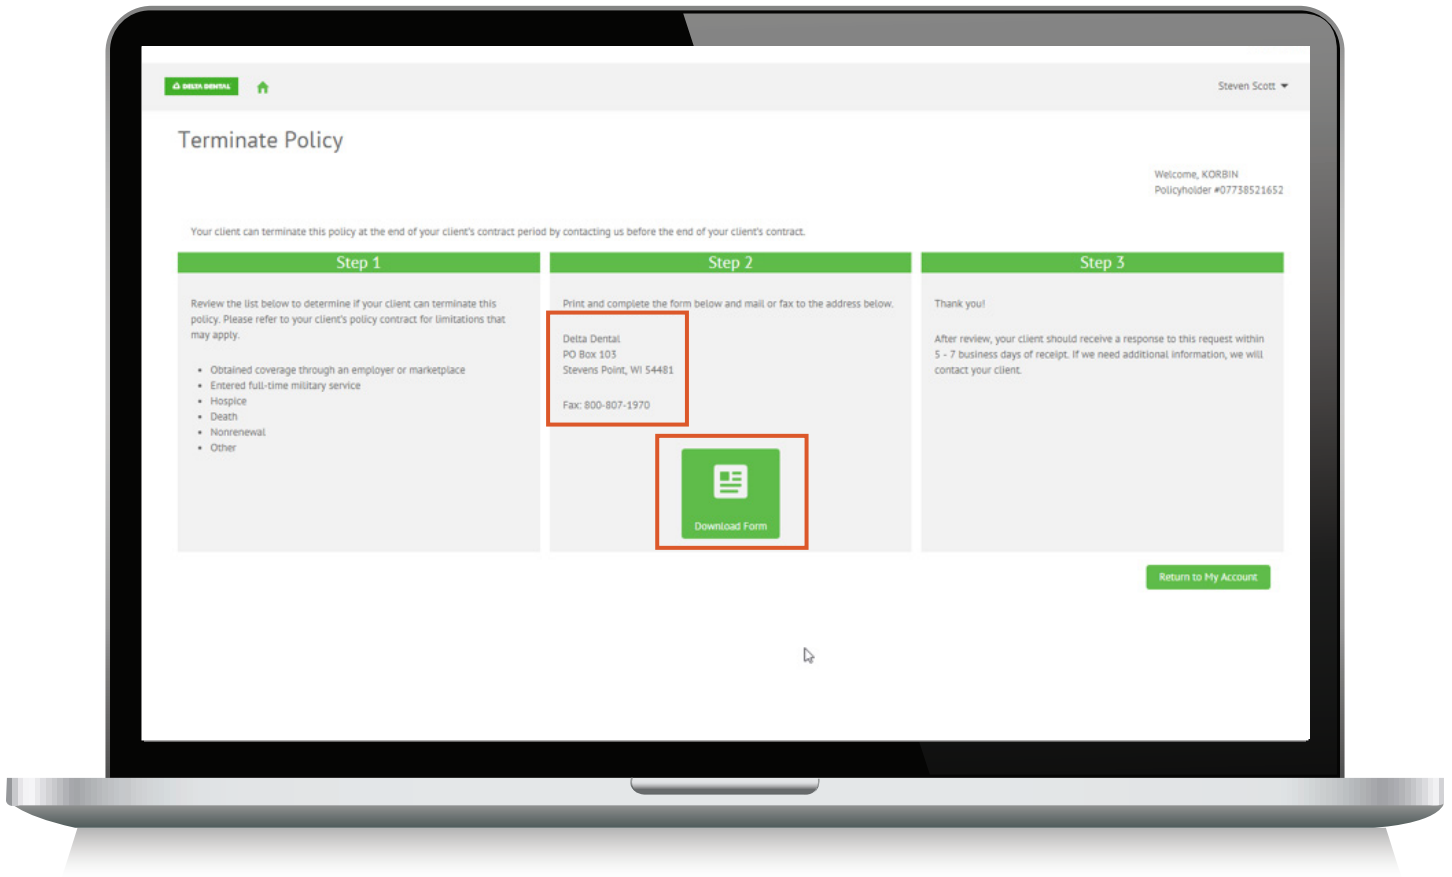 DELTA DENTAL
Steven Scott
Terminate Policy
Welcome, KORBIN
Policyholder #07738521652
Your client can terminate this policy at the end of your client's contract period by contacting us before the end of your client's contract.
Step 1
Review the list below to determine if your client can terminate this
policy. Please refer to your client's policy contract for limitations that
may apply.
• Obtained coverage through an employer or marketplace
• Entered full-time military service
• Hospice
• Death
• Nonrenewal
• Other
Step 2
Print and complete the form below and mail or fax to the address below.
Delta Dental
PO Box 103
Stevens Point, WI 54481
Fax: 800-807-1970
Download Form
Step 3
Thank you!
After review, your client should receive a response to this request within
5 - 7 business days of receipt. If we need additional information, we will
contact your client.
Return to My Account